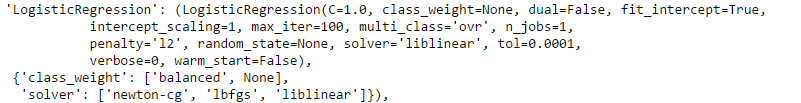 'LogisticRegression': (LogisticRegression(C=1.0, class_weight=None, dual=False, fit_intercept=True,
intercept_scaling=1, max_iter=100, multi_class='ovr', n_jobs=1,
penalty='l2', random_state=None, solver='liblinear', tol=0.0001,
verbose=0, warm_start=False),
{'class_weight': ['balanced', None],
'solver': ['newton-cg', 'lbfgs', 'liblinear']}),